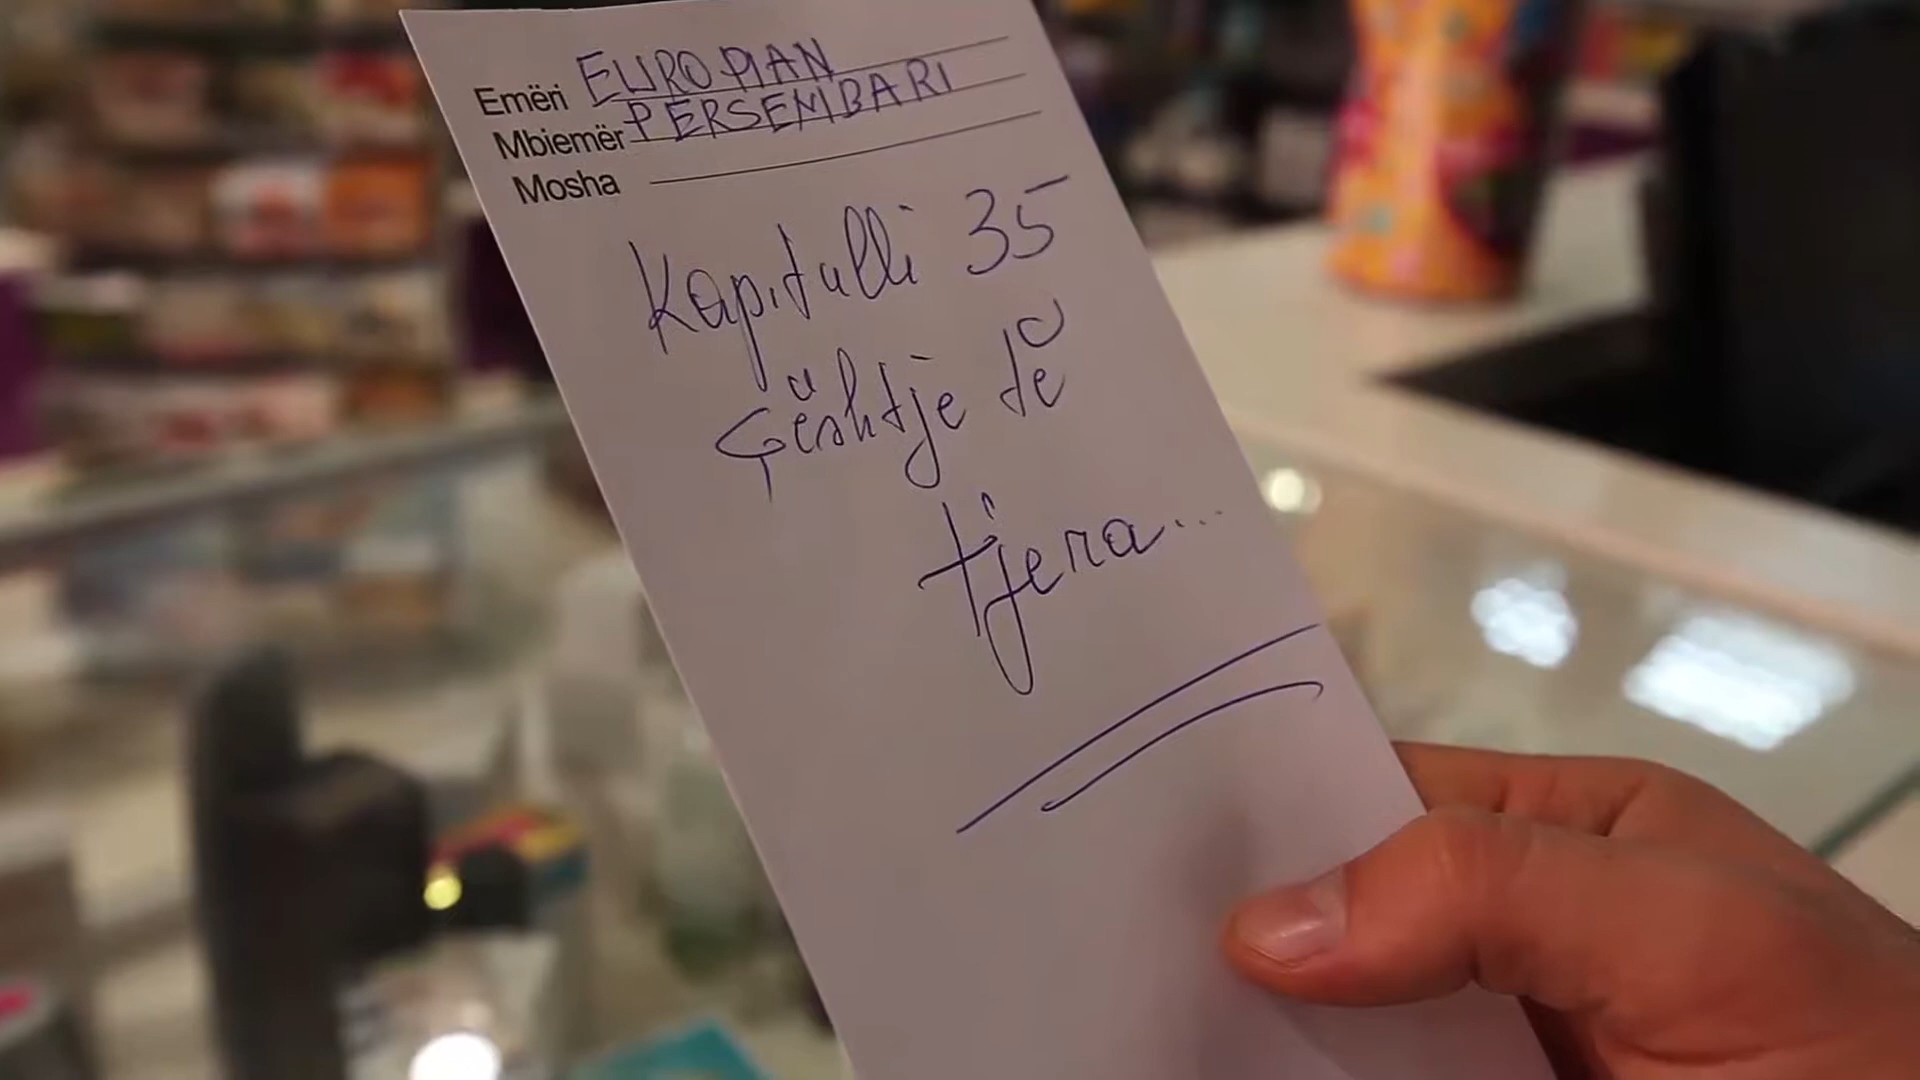 Emëri EUROPIAN
Mbiemër PERSEMBARI
Mosha
Kapitulli 35
Çështje të
tjera...